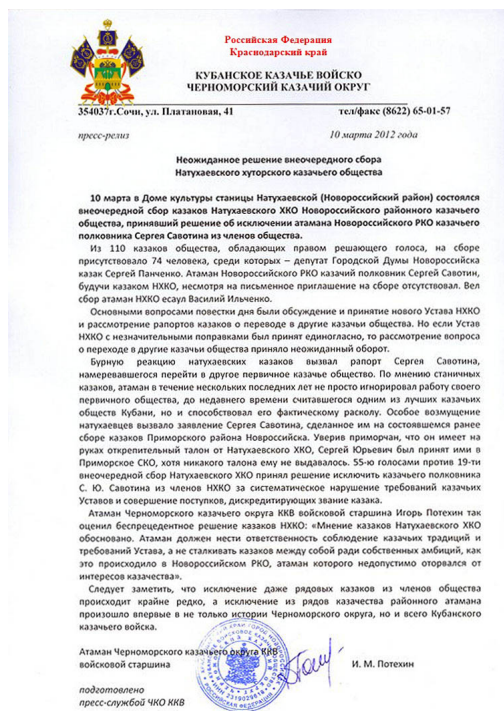 Российская Федерация
Краснодарский край
КУБАНСКОЕ КАЗАЧЬЕ ВОЙСКО
ЧЕРНОМОРСКИЙ КАЗАЧИЙ ОКРУГ
354037г.Сочи, ул. Платановая, 41 тел/факс (8622) 65-01-57
пресс-релиз 10 марта 2012 года
Неожиданное решение внеочередного сбора
Натухаевского хуторского казачьего общества
10 марта в Доме культуры станицы Натухаевской (Новороссийский район) состоялся
внеочередной сбор казаков Натухаевского ХКО Новороссийского районного казачьего
общества, принявший решение об исключении атамана Новороссийского РКО казачьего
полковника Сергея Савотина из членов общества.
Из 110 казаков общества, обладающих правом решающего голоса, на сборе
присутствовало 74 человека, среди которых – депутат Городской Думы Новороссийска
казак Сергей Панченко. Атаман Новороссийского РКО казачий полковник Сергей Савотин,
будучи казаком НХКО, несмотря на письменное приглашение на сборе отсутствовал. Вел
сбор атаман НХКО есаул Василий Ильченко.
Основными вопросами повестки дня были обсуждение и принятие нового Устава НХКО
и рассмотрение рапортов казаков о переводе в другие казачьи общества. Но если Устав
НХКО с незначительными поправками был принят единогласно, то рассмотрение вопроса
о переходе в другие казачьи общества приняло неожиданный оборот.
Бурную реакцию натухаевских казаков вызвал рапорт Сергея Савотина,
намеревавшегося перейти в другое первичное казачье общество. По мнению станичных
казаков, атаман в течение нескольких последних лет не просто игнорировал работу своего
первичного общества, до недавнего времени считавшегося одним из лучших казачьих
обществ Кубани, но и способствовал его фактическому расколу. Особое возмущение
натухаевцев вызвало заявление Сергея Савотина, сделанное им на состоявшемся ранее
сборе казаков Приморского района Новроссийска. Уверив приморчан, что он имеет на
руках открепительный талон от Натухаевского ХКО, Сергей Юрьевич был принят ими в
Приморское СКО, хотя никакого талона ему не выдавалось. 55-ю голосами против 19-ти
внеочередной сбор Натухаевского ХКО принял решение исключить казачьего полковника
С. Ю. Савотина из членов НХКО за систематическое нарушение требований казачьих
Уставов и совершение поступков, дискредитирующих звание казака.
Атаман Черноморского казачьего округа ККВ войсковой старшина Игорь Потехин так
оценил беспрецедентное решение казаков НХКО: «Мнение казаков Натухаевского ХКО
обосновано. Атаман должен нести ответственность соблюдение казачьих традиций и
требований Устава, а не сталкивать казаков между собой ради собственных амбиций, как
это происходило в Новороссийском РКО, атаман которого недопустимо оторвался от
интересов казачества».
Следует заметить, что исключение даже рядовых казаков из членов общества
происходит крайне редко, а исключение из рядов казачества районного атамана
произошло впервые в не только истории Черноморского округа, но и всего Кубанского
казачьего войска.
Атаман Черноморского казачьего округа ККВ
войсковой старшина И. М. Потехин
подготовлено
пресс-службой ЧКО ККВ